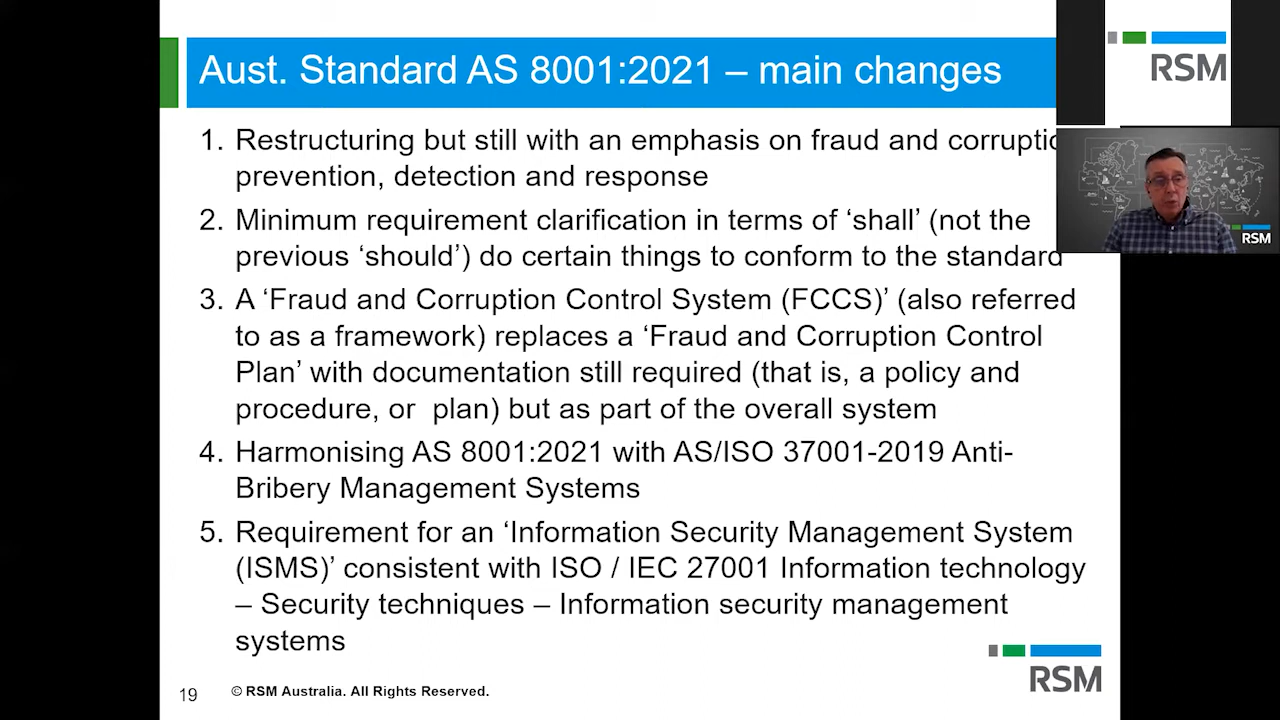 Aust. Standard AS 8001:2021 – main changes
RSM
1. Restructuring but still with an emphasis on fraud and corruptio
prevention, detection and response
2. Minimum requirement clarification in terms of ‘shall’ (not the
previous ‘should’) do certain things to conform to the standard
RSM
3. A ‘Fraud and Corruption Control System (FCCS)’ (also referred
to as a framework) replaces a ‘Fraud and Corruption Control
Plan’ with documentation still required (that is, a policy and
procedure, or  plan) but as part of the overall system
4. Harmonising AS 8001:2021 with AS/ISO 37001-2019 Anti-
Bribery Management Systems
5. Requirement for an ‘Information Security Management System
(ISMS)’ consistent with ISO / IEC 27001 Information technology
– Security techniques – Information security management
systems
RSM
19
© RSM Australia. All Rights Reserved.